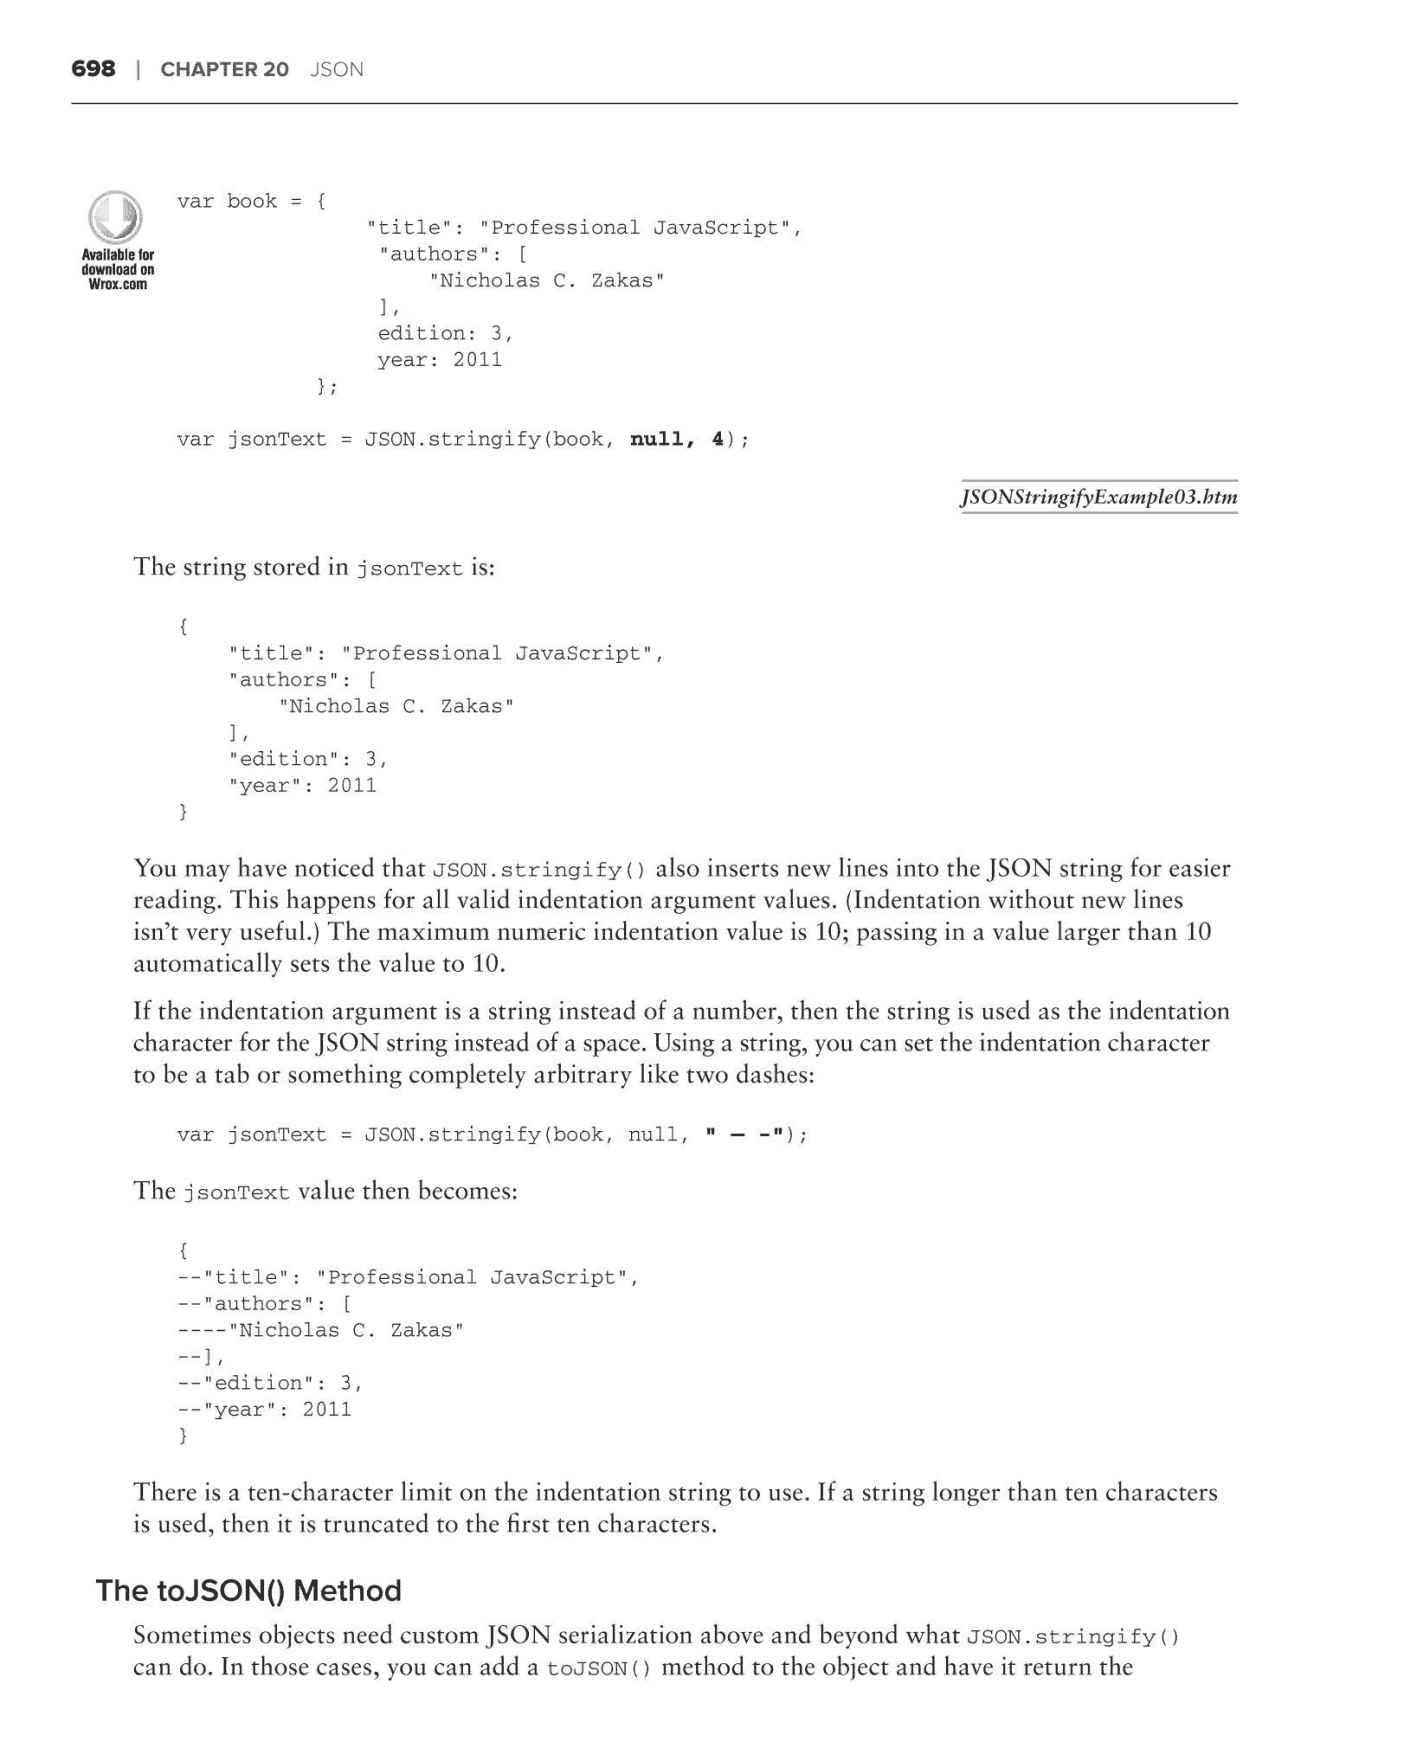 698 | CHAPTER 20 JSON
Available for
download on
Wrox.com
var book = {
"title": "Professional JavaScript",
"authors": [
"Nicholas C. Zakas"
],
edition: 3,
year: 2011
};
var jsonText = JSON.stringify(book, null, 4);
JSONStringifyExample03.htm
The string stored in jsonText is:
{
"title": "Professional JavaScript",
"authors": [
"Nicholas C. Zakas"
],
"edition": 3,
"year": 2011
}
You may have noticed that JSON.stringify() also inserts new lines into the JSON string for easier
reading. This happens for all valid indentation argument values. (Indentation without new lines
isn’t very useful.) The maximum numeric indentation value is 10; passing in a value larger than 10
automatically sets the value to 10.
If the indentation argument is a string instead of a number, then the string is used as the indentation
character for the JSON string instead of a space. Using a string, you can set the indentation character
to be a tab or something completely arbitrary like two dashes:
var jsonText = JSON.stringify(book, null, " – -");
The jsonText value then becomes:
{
--"title": "Professional JavaScript",
--"authors": [
----"Nicholas C. Zakas"
--],
--"edition": 3,
--"year": 2011
}
There is a ten-character limit on the indentation string to use. If a string longer than ten characters
is used, then it is truncated to the first ten characters.
The toJSON() Method
Sometimes objects need custom JSON serialization above and beyond what JSON.stringify()
can do. In those cases, you can add a toJSON() method to the object and have it return the